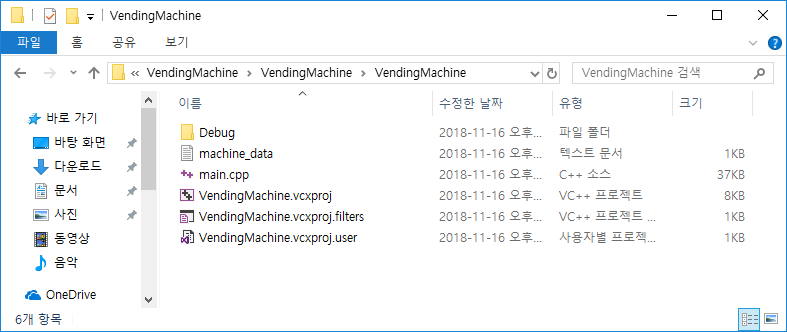 VendingMachine
파일 홈 공유 보기
« VendingMachine > VendingMachine > VendingMachine VendingMachine 검색
이름 수정한 날짜 유형 크기
바로 가기
바탕 화면
다운로드
문서
사진
동영상
음악
OneDrive
Debug 2018-11-16 오후... 파일 폴더
machine_data 2018-11-16 오후... 텍스트 문서 1KB
main.cpp 2018-11-16 오후... C++ 소스 37KB
VendingMachine.vcxproj 2018-11-16 오후... VC++ 프로젝트 8KB
VendingMachine.vcxproj.filters 2018-11-16 오후... VC++ 프로젝트 ... 1KB
VendingMachine.vcxproj.user 2018-11-16 오후... 사용자별 프로젝... 1KB
6개 항목